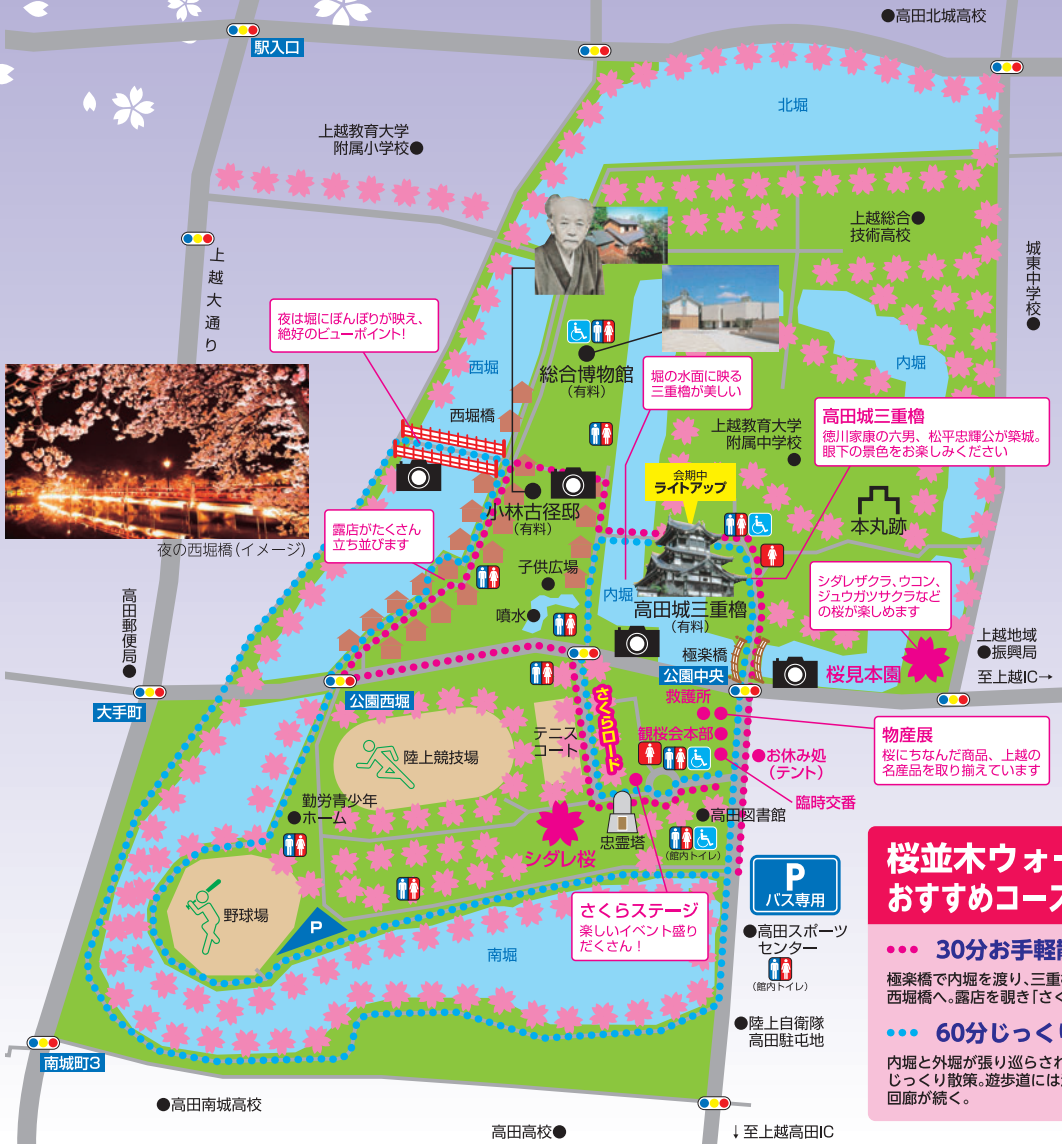 ●高田北城高校
駅入口
北堀
上越教育大学
附属小学校●
上越総合●
技術高校
城東中学校●
上越大通り
夜は堀にぼんぼりが映え、
絶好のビューポイント!
西堀
内堀
総合博物館
(有料)
堀の水面に映る
三重櫓が美しい
西堀橋
上越教育大学
附属中学校
●
高田城三重櫓
徳川家康の六男、松平忠輝公が築城。
眼下の景色をお楽しみください
会期中
ライトアップ
小林古径邸
(有料)
本丸跡
夜の西堀橋(イメージ)
露店がたくさん
立ち並びます
子供広場
●
シダレザクラ、ウコン、
ジュウガツサクラなど
の桜が楽しめます
内堀
高田城三重櫓
(有料)
噴水●
高田郵便局●
極楽橋
上越地域
●振興局
桜見本園
至上越IC→
公園中央
大手町
公園西堀
救護所
さくらロード
テニス
コート
観桜会本部●
物産展
桜にちなんだ商品、上越の
名産品を取り揃えています
陸上競技場
●お休み処
(テント)
臨時交番
勤労青少年
●ホーム
●高田図書館
忠霊塔
シダレ桜
(館内トイレ)
桜並木ウォー
おすすめコース
P
バス専用
さくらステージ
楽しいイベント盛り
だくさん!
野球場
P
●高田スポーツ
センター
(館内トイレ)
南堀
30分お手軽
極楽橋で内堀を渡り、三重
西堀橋へ。露店を覗き「さく
●陸上自衛隊
高田駐屯地
60分じっくり
内堀と外堀が張り巡らされ
じっくり散策。遊歩道には
回廊が続く。
南城町3
●高田南城高校
高田高校●
↓至上越高田IC